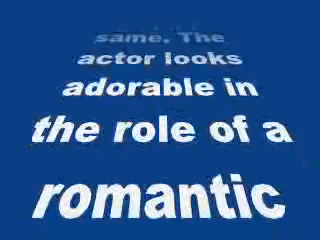 same. The
actor looks
adorable in
the role of a
romantic